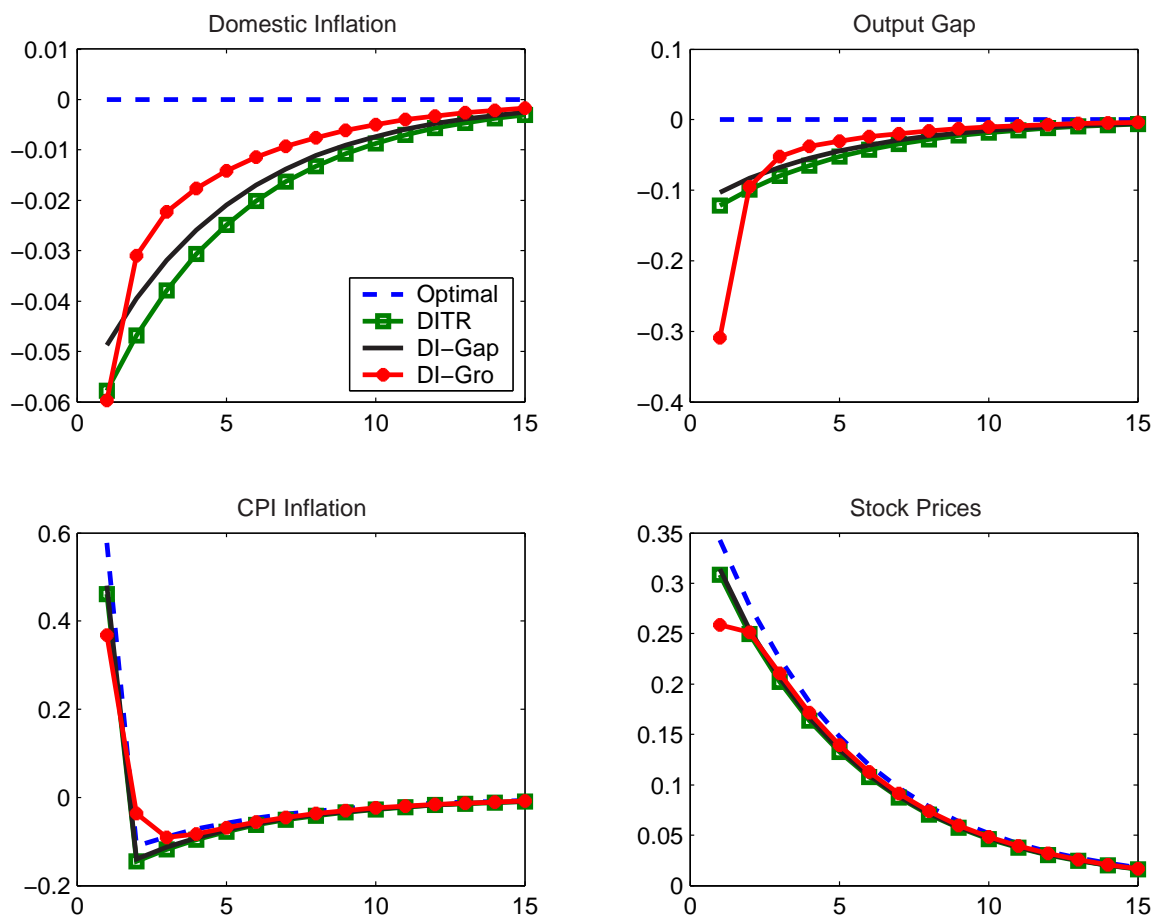 Domestic Inflation
0.01
0
−0.01
−0.02
−0.03
−0.04
−0.05
−0.06
0 5 10 15
Optimal
DITR
DI−Gap
DI−Gro
Output Gap
0.1
0
−0.1
−0.2
−0.3
−0.4
0 5 10 15
CPI Inflation
0.6
0.4
0.2
0
−0.2
0 5 10 15
Stock Prices
0.35
0.3
0.25
0.2
0.15
0.1
0.05
0
0 5 10 15